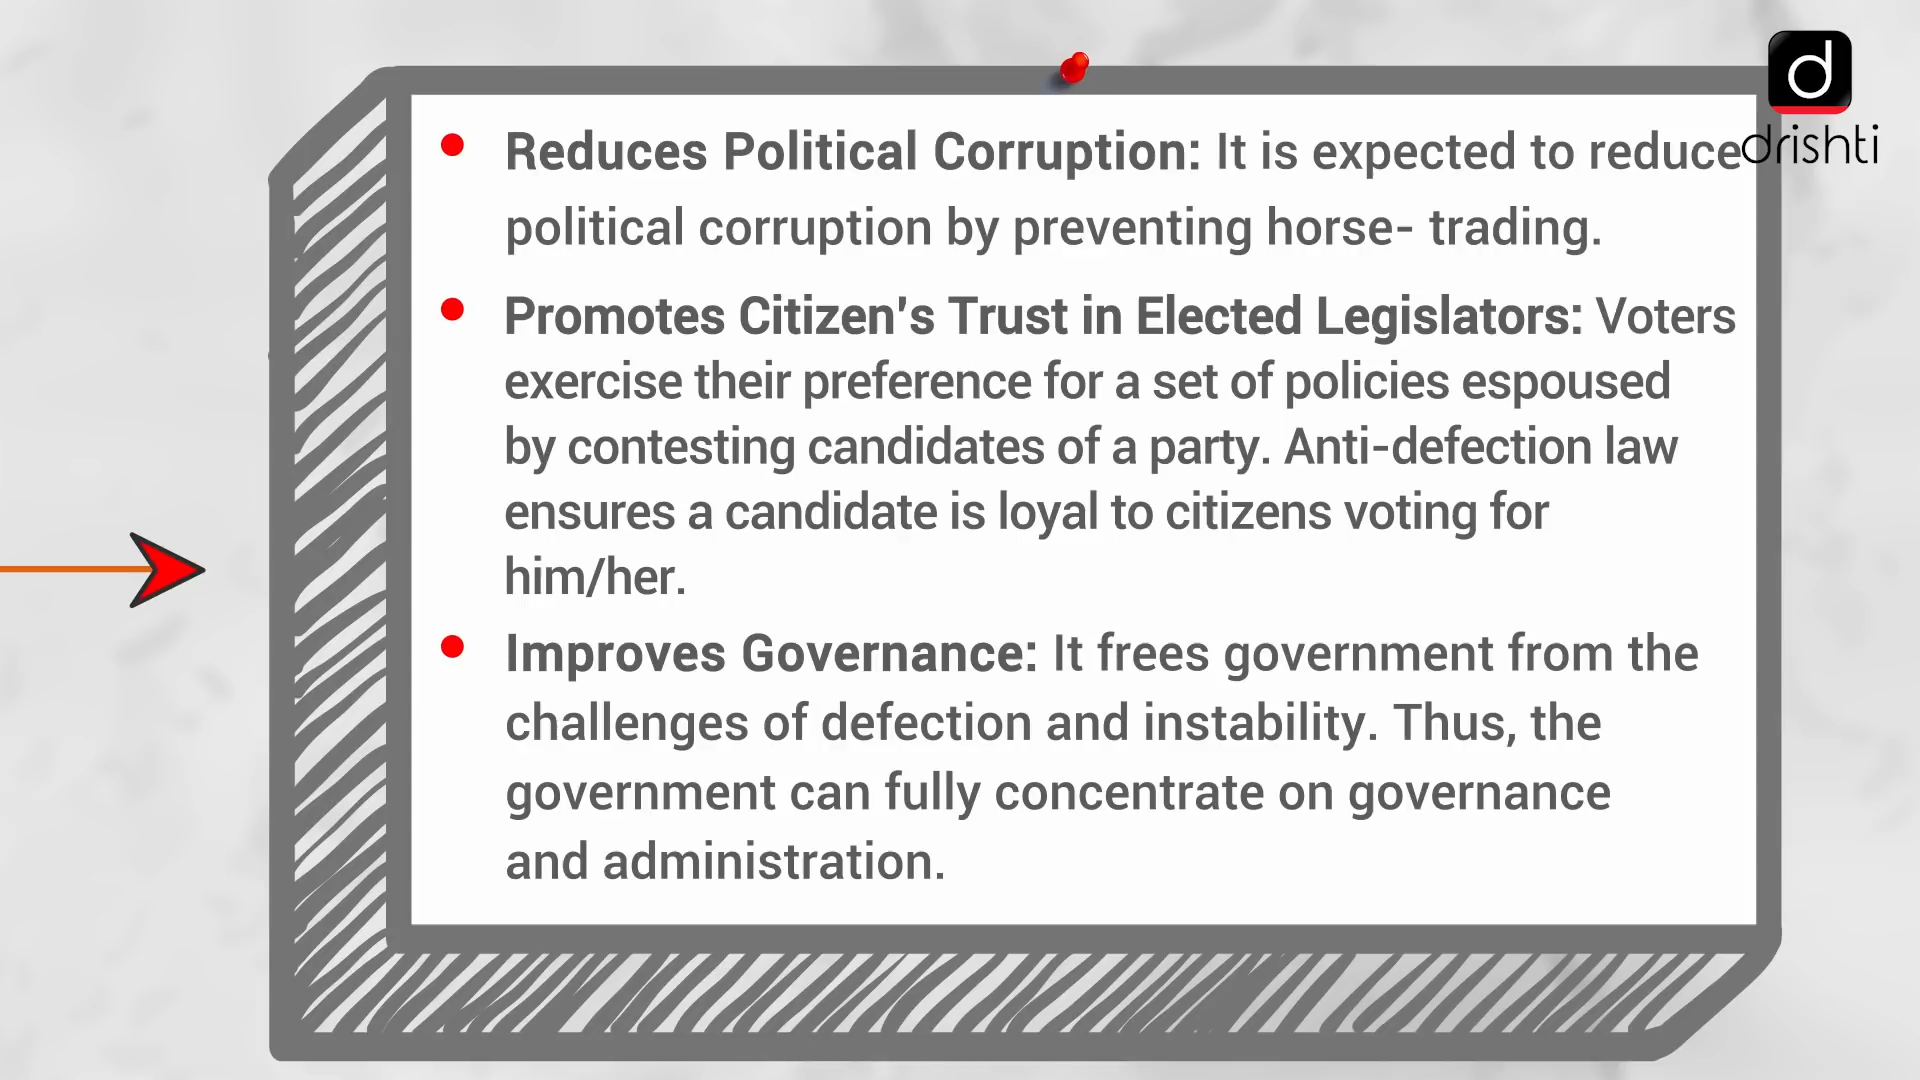 d
drishti
Reduces Political Corruption: It is expected to reduce
political corruption by preventing horse- trading.
Promotes Citizen's Trust in Elected Legislators: Voters
exercise their preference for a set of policies espoused
by contesting candidates of a party. Anti-defection law
ensures a candidate is loyal to citizens voting for
him/her.
Improves Governance: It frees government from the
challenges of defection and instability. Thus, the
government can fully concentrate on governance
and administration.